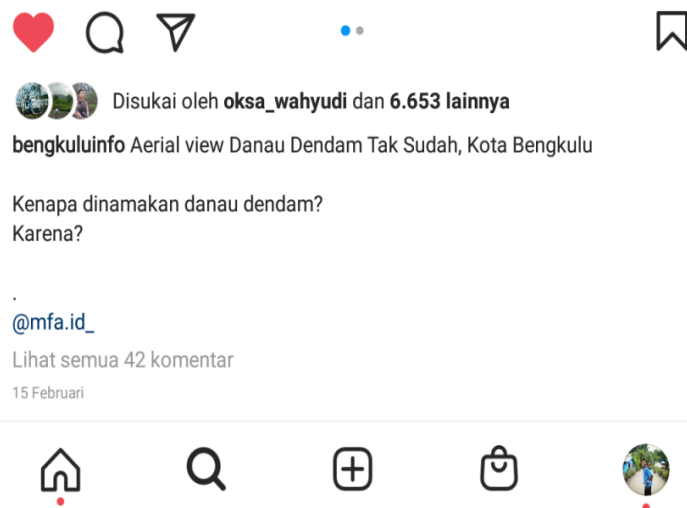 Disukai oleh oksa_wahyudi dan 6.653 lainnya
bengkuluinfo Aerial view Danau Dendam Tak Sudah, Kota Bengkulu
Kenapa dinamakan danau dendam?
Karena?
.
@mfa.id_
Lihat semua 42 komentar
15 Februari